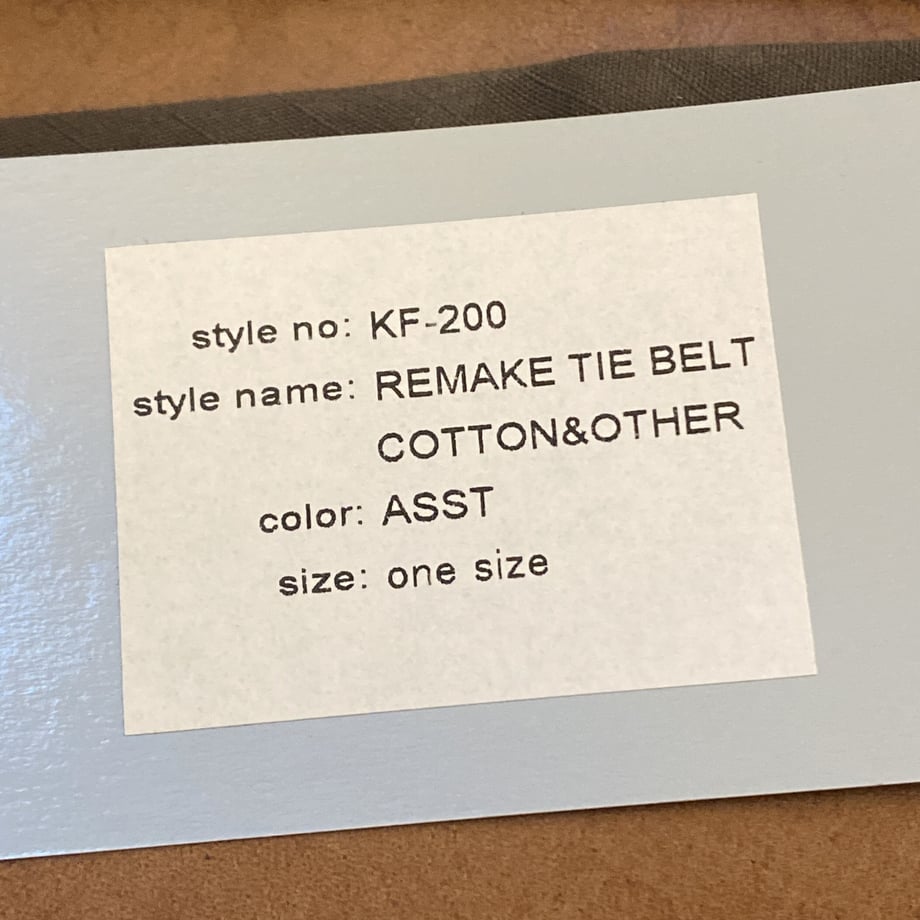 style no: KF-200
style name: REMAKE TIE BELT
COTTON&OTHER
color: ASST
size: one size